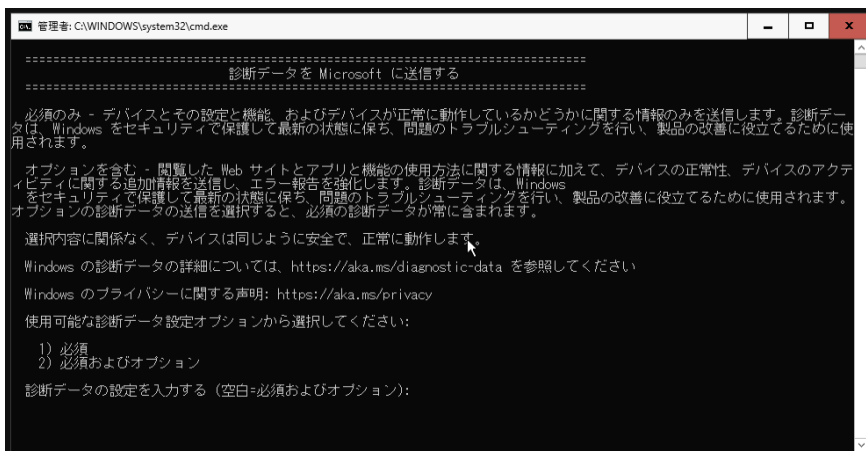 管理者: C:\WINDOWS\system32\cmd.exe
================================================================
診断データを Microsoft に送信する
================================================================
必須のみ - デバイスとその設定と機能、およびデバイスが正常に動作しているかどうかに関する情報のみを送信します。診断デー
タは、Windows をセキュリティで保護して最新の状態に保ち、問題のトラブルシューティングを行い、製品の改善に役立てるために使
用されます。
オプションを含む - 閲覧した Web サイトとアプリと機能の使用方法に関する情報に加えて、デバイスの正常性、デバイスのアクテ
ィビティに関する追加情報を送信し、エラー報告を強化します。診断データは、Windows
をセキュリティで保護して最新の状態に保ち、問題のトラブルシューティングを行い、製品の改善に役立てるために使用されます。
オプションの診断データの送信を選択すると、必須の診断データが常に含まれます。
選択内容に関係なく、デバイスは同じように安全で、正常に動作します。
Windows の診断データの詳細については、https://aka.ms/diagnostic-data を参照してください
Windows のプライバシーに関する声明: https://aka.ms/privacy
使用可能な診断データ設定オプションから選択してください:
1) 必須
2) 必須およびオプション
診断データの設定を入力する (空白=必須およびオプション):